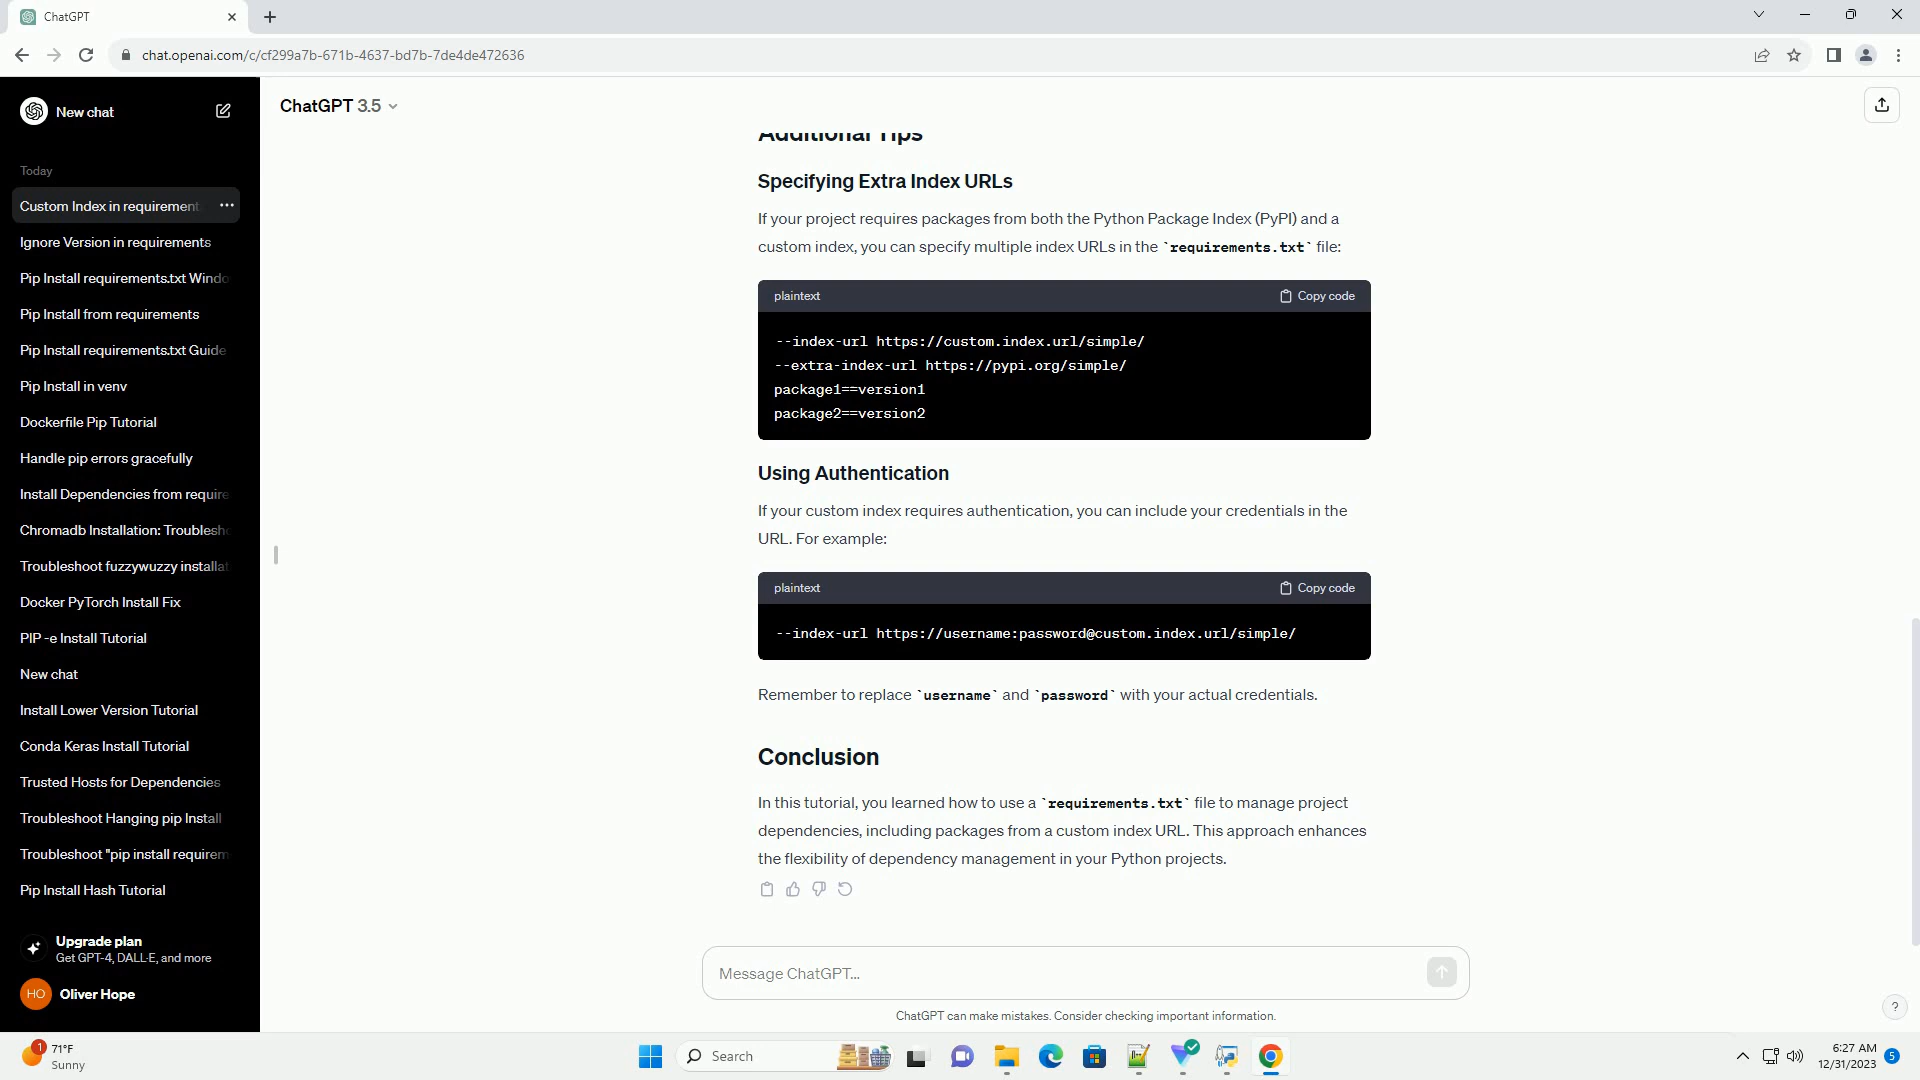 ChatGPT
chat.openai.com/c/cf299a7b-671b-4637-bd7b-7de4de472636
New chat
Today
Custom Index in requirement
Ignore Version in requirements
Pip Install requirements.txt Windo
Pip Install from requirements
Pip Install requirements.txt Guide
Pip Install in venv
Dockerfile Pip Tutorial
Handle pip errors gracefully
Install Dependencies from require
Chromadb Installation: Troublesh
Troubleshoot fuzzywuzzy installat
Docker PyTorch Install Fix
PIP -e Install Tutorial
New chat
Install Lower Version Tutorial
Conda Keras Install Tutorial
Trusted Hosts for Dependencies
Troubleshoot Hanging pip Install
Troubleshoot "pip install requirem
Pip Install Hash Tutorial
Upgrade plan
Get GPT-4, DALL·E, and more
HO
Oliver Hope
ChatGPT 3.5
Additional Tips
Specifying Extra Index URLs
If your project requires packages from both the Python Package Index (PyPI) and a
custom index, you can specify multiple index URLs in the `requirements.txt` file:
plaintext
Copy code
--index-url https://custom.index.url/simple/
--extra-index-url https://pypi.org/simple/
package1==version1
package2==version2
Using Authentication
If your custom index requires authentication, you can include your credentials in the
URL. For example:
plaintext
Copy code
--index-url https://username:password@custom.index.url/simple/
Remember to replace `username` and `password` with your actual credentials.
Conclusion
In this tutorial, you learned how to use a `requirements.txt` file to manage project
dependencies, including packages from a custom index URL. This approach enhances
the flexibility of dependency management in your Python projects.
Message ChatGPT...
ChatGPT can make mistakes. Consider checking important information.
?
1
71°F
Sunny
Search
6:27 AM
12/31/2023
5